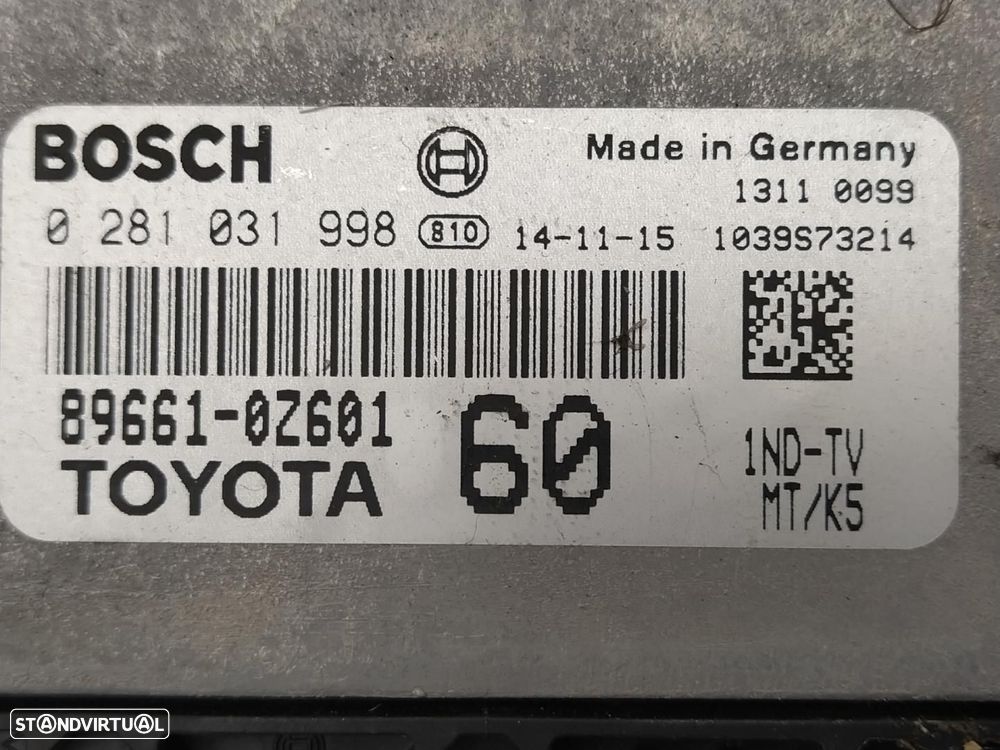 BOSCH
Made in Germany
1311 0099
0 281 031 998 810 14-11-15 1039S73214
89661-0Z601
60
1ND-TV
TOYOTA
MT/K5
STANDVIRTUAL